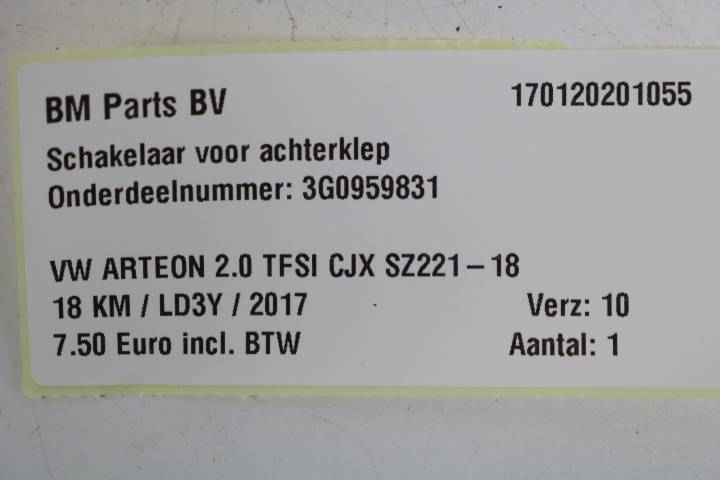 BM Parts BV 170120201055
Schakelaar voor achterklep
Onderdeelnummer: 3G0959831
VW ARTEON 2.0 TFSI CJX SZ221-18
18 KM / LD3Y / 2017 Verz: 10
7.50 Euro incl. BTW Aantal: 1